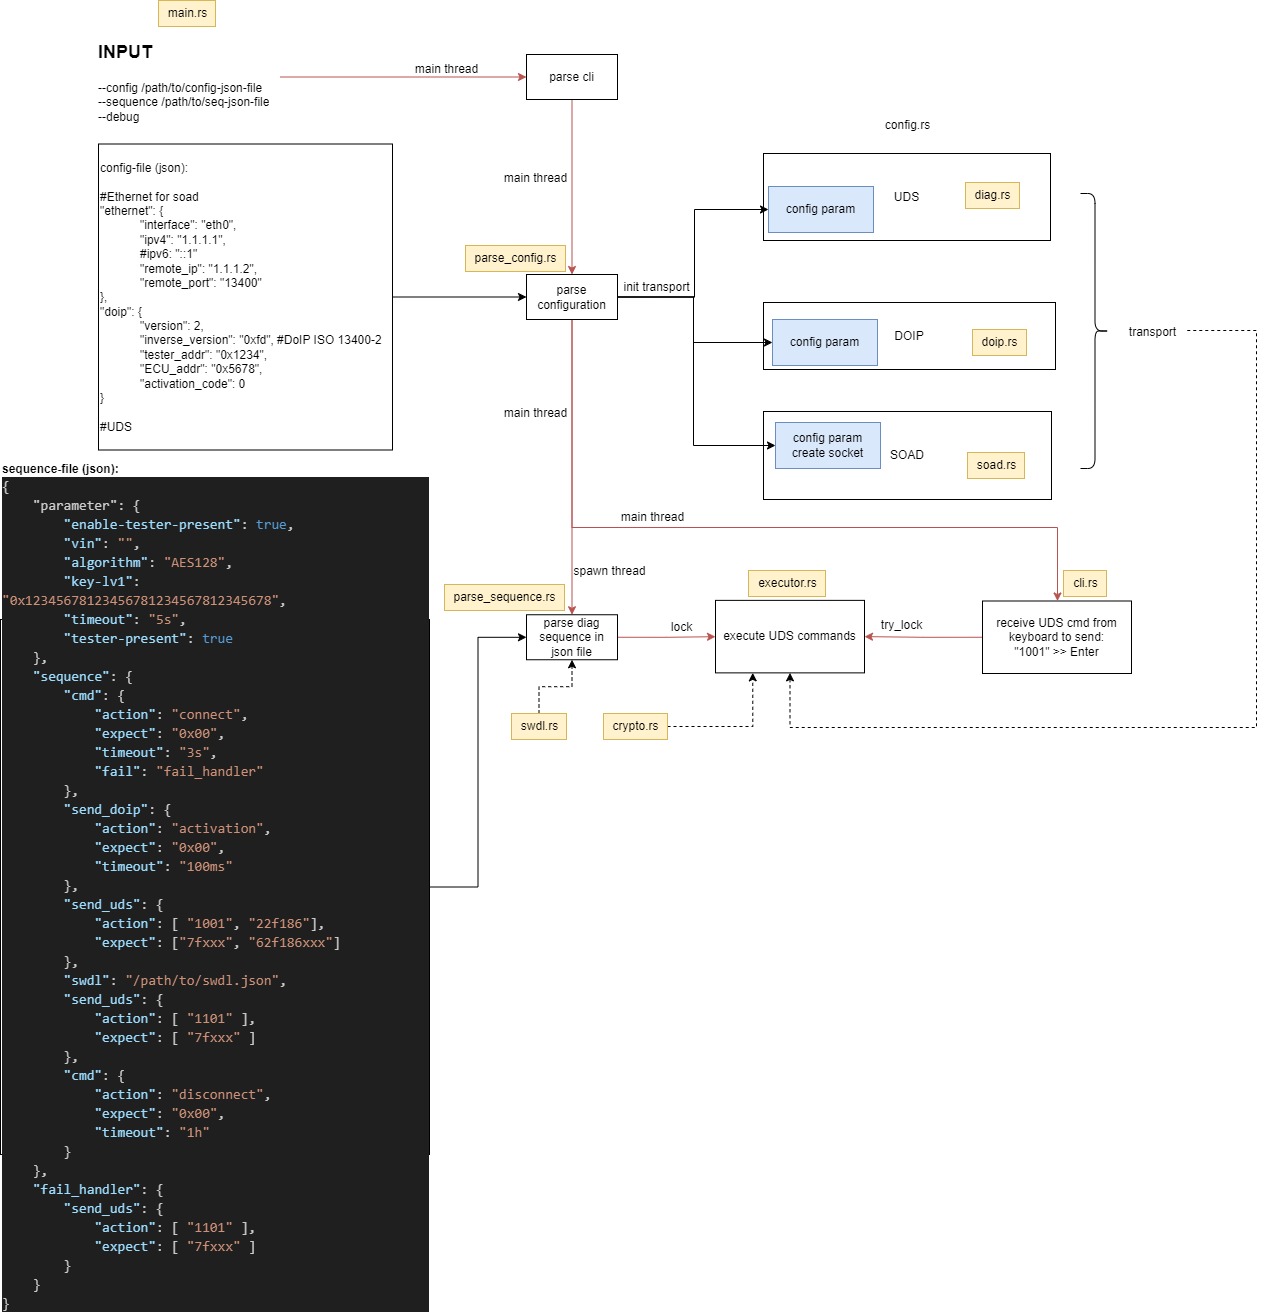 main.rs
INPUT
--config /path/to/config-json-file
--sequence /path/to/seq-json-file
--debug
main thread
parse cli
config-file (json):
#Ethernet for soad
"ethernet": {
"interface": "eth0",
"ipv4": "1.1.1.1",
#ipv6: "::1"
"remote_ip": "1.1.1.2",
"remote_port": "13400"
},
"doip": {
"version": 2,
"inverse_version": "0xfd", #DoIP ISO 13400-2
"tester_addr": "0x1234",
"ECU_addr": "0x5678",
"activation_code": 0
}
#UDS
main thread
parse_config.rs
parse
configuration
init transport
config.rs
config param
UDS
diag.rs
config param
DOIP
doip.rs
config param
create socket
SOAD
soad.rs
transport
main thread
main thread
spawn thread
parse_sequence.rs
parse diag
sequence in
json file
lock
executor.rs
execute UDS commands
try_lock
cli.rs
receive UDS cmd from
keyboard to send:
"1001" >> Enter
swdl.rs
crypto.rs
sequence-file (json):
{
"parameter": {
"enable-tester-present": true,
"vin": "",
"algorithm": "AES128",
"key-lv1":
"0x12345678123456781234567812345678",
"timeout": "5s",
"tester-present": true
},
"sequence": {
"cmd": {
"action": "connect",
"expect": "0x00",
"timeout": "3s",
"fail": "fail_handler"
},
"send_doip": {
"action": "activation",
"expect": "0x00",
"timeout": "100ms"
},
"send_uds": {
"action": [ "1001", "22f186"],
"expect": ["7fxxx", "62f186xxx"]
},
"swdl": "/path/to/swdl.json",
"send_uds": {
"action": [ "1101" ],
"expect": [ "7fxxx" ]
},
"cmd": {
"action": "disconnect",
"expect": "0x00",
"timeout": "1h"
}
},
"fail_handler": {
"send_uds": {
"action": [ "1101" ],
"expect": [ "7fxxx" ]
}
}
}